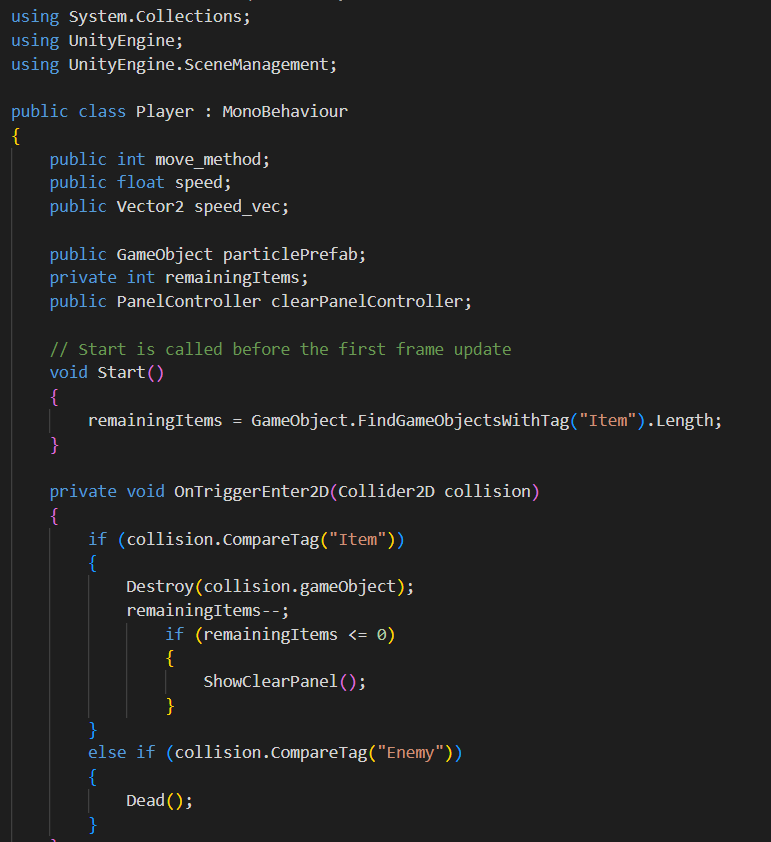 using System.Collections;
using UnityEngine;
using UnityEngine.SceneManagement;

public class Player : MonoBehaviour
{
    public int move_method;
    public float speed;
    public Vector2 speed_vec;

    public GameObject particlePrefab;
    private int remainingItems;
    public PanelController clearPanelController;

    // Start is called before the first frame update
    void Start()
    {
        remainingItems = GameObject.FindGameObjectsWithTag("Item").Length;
    }

    private void OnTriggerEnter2D(Collider2D collision)
    {
        if (collision.CompareTag("Item"))
        {
            Destroy(collision.gameObject);
            remainingItems--;
                if (remainingItems <= 0)
                {
                    ShowClearPanel();
                }
        }
        else if (collision.CompareTag("Enemy"))
        {
            Dead();
        }